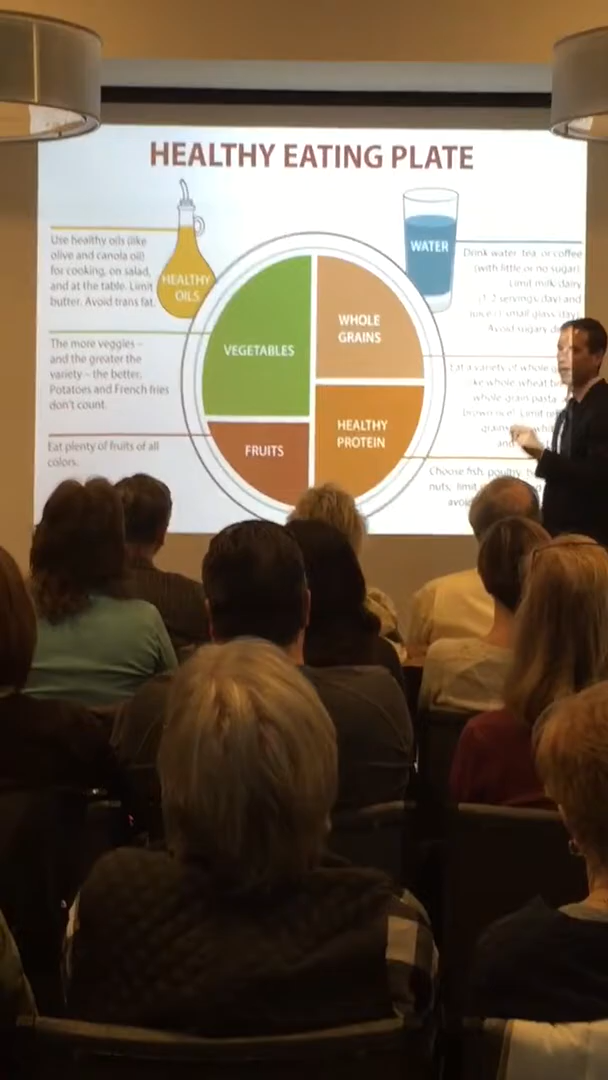 HEALTHY EATING PLATE
Use healthy oils (like
olive and canola oil)
for cooking, on salad,
and at the table. Limit
butter. Avoid trans fat.
HEALTHY
OILS
The more veggies –
and the greater the
variety – the better.
Potatoes and French fries
don't count.
Eat plenty of fruits of all
colors.
VEGETABLES
FRUITS
WHOLE
GRAINS
HEALTHY
PROTEIN
WATER
Drink water, tea, or coffee
(with little or no sugar).
Limit milk/dairy
(1-2 servings/day) and
juice (1 small glass/day).
Avoid sugary
Eat a variety of whole
like whole wheat
whole-grain pasta,
brown rice). Limit
grains
and
Choose fish, poultry,
nuts, limit
avoid